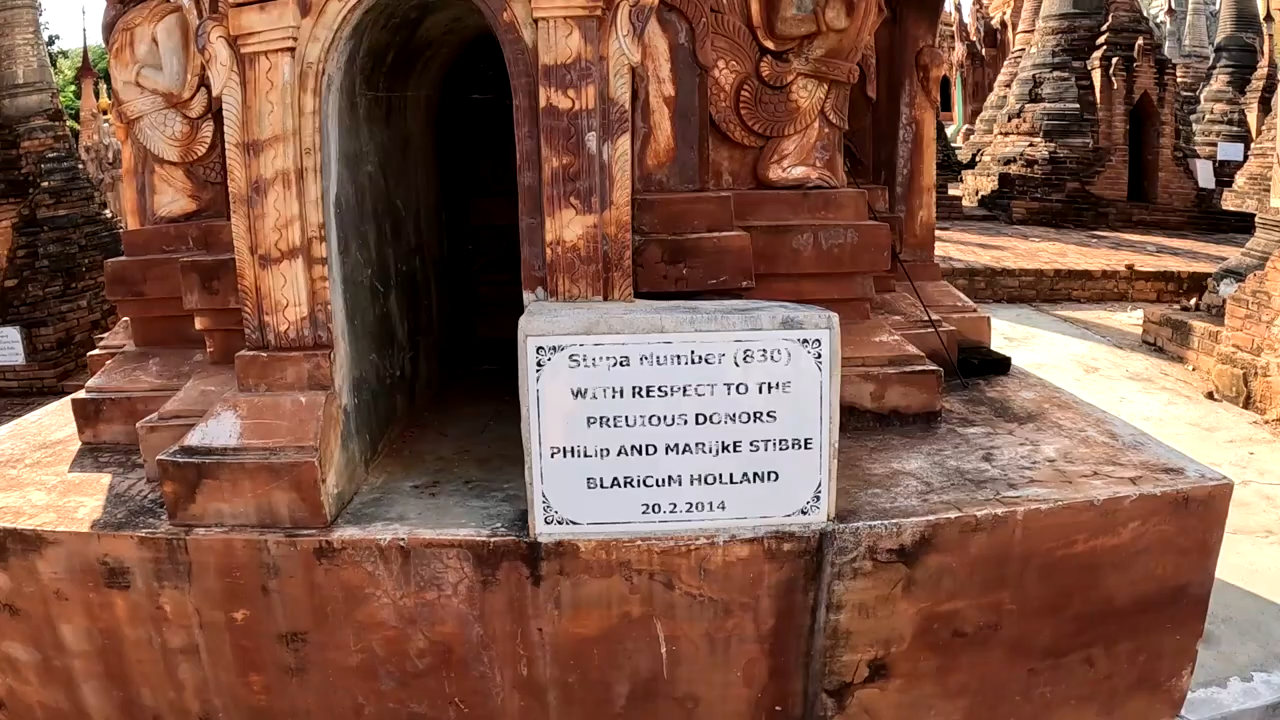 Stupa Number (830)
WITH RESPECT TO THE
PREUIOUS DONORS
PHiLip AND MARijKE STiBBE
BLARiCuM HOLLAND
20.2.2014